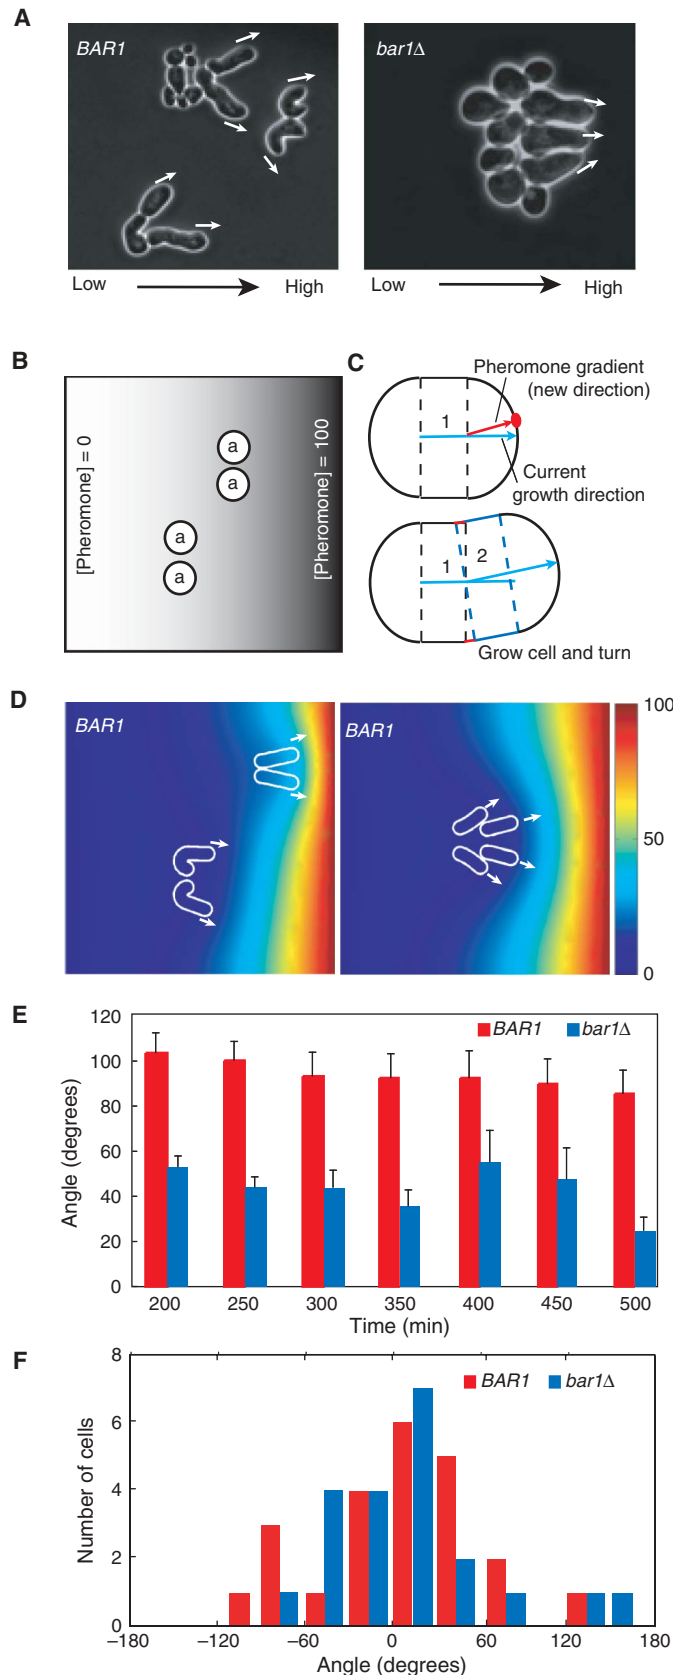 A
BAR1
bar1Δ
Low
High
Low
High
B
[Pheromone] = 0
a
a
a
a
[Pheromone] = 100
C
Pheromone gradient
(new direction)
1
Current
growth direction
1
2
Grow cell and turn
D
BAR1
BAR1
100
50
0
E
BAR1
bar1Δ
120
100
80
60
40
20
0
Angle (degrees)
200 250 300 350 400 450 500
Time (min)
F
BAR1
bar1Δ
8
6
4
2
0
Number of cells
–180 –120 –60 0 60 120 180
Angle (degrees)